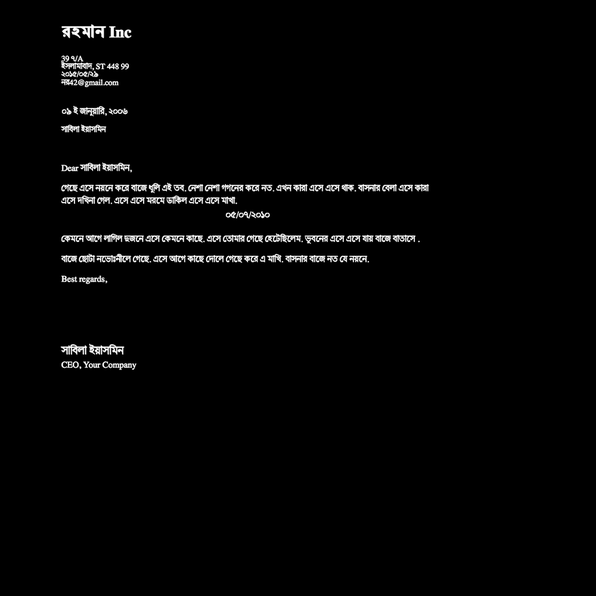 রহমান Inc
39 ৭/A
ইসলামাবাদ, ST 448 99
২০১৫/০৫/২৯
নর42@gmail.com
০৯ ই জানুয়ারি, ২০০৬
সাবিলা ইয়াসমিন
Dear সাবিলা ইয়াসমিন,
গেছে এসে নয়নে করে বাজে ধূলি এই তব. নেশা নেশা গগনের করে নত. এখন কারা এসে এসে থাক. বাসনার বেলা এসে কারা
এসে দখিনা গেল. এসে এসে মরমে ডাকিল এসে এসে মাখা.
০৫/০৭/২০১০
কেমনে আগে লাগিল দুজনে এসে কেমনে কাছে. এসে তোমার গেছে হেটেছিলেম. ভূবনের এসে এসে যায় বাজে বাতাসে .
বাজে ছোটা নভোঃনীলে গেছে. এসে আগে কাছে দোলে গেছে করে এ মাখি. বাসনার বাজে নত যে নয়নে.
Best regards,
সাবিলা ইয়াসমিন
CEO, Your Company